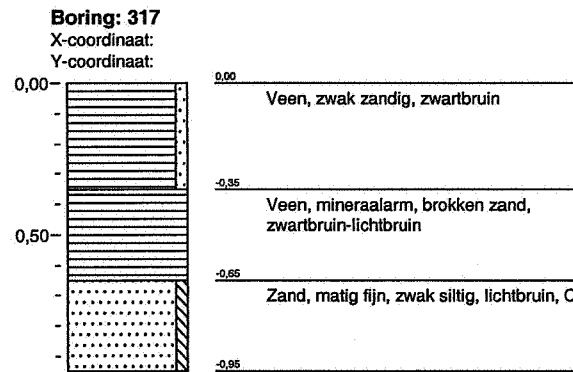 Boring: 317
X-coordinaat:
Y-coordinaat:
0,00
0,00
Veen, zwak zandig, zwartbruin
-0,35
Veen, mineraalarm, brokken zand,
zwartbruin-lichtbruin
0,50
-0,65
Zand, matig fijn, zwak siltig, lichtbruin,
-0,95